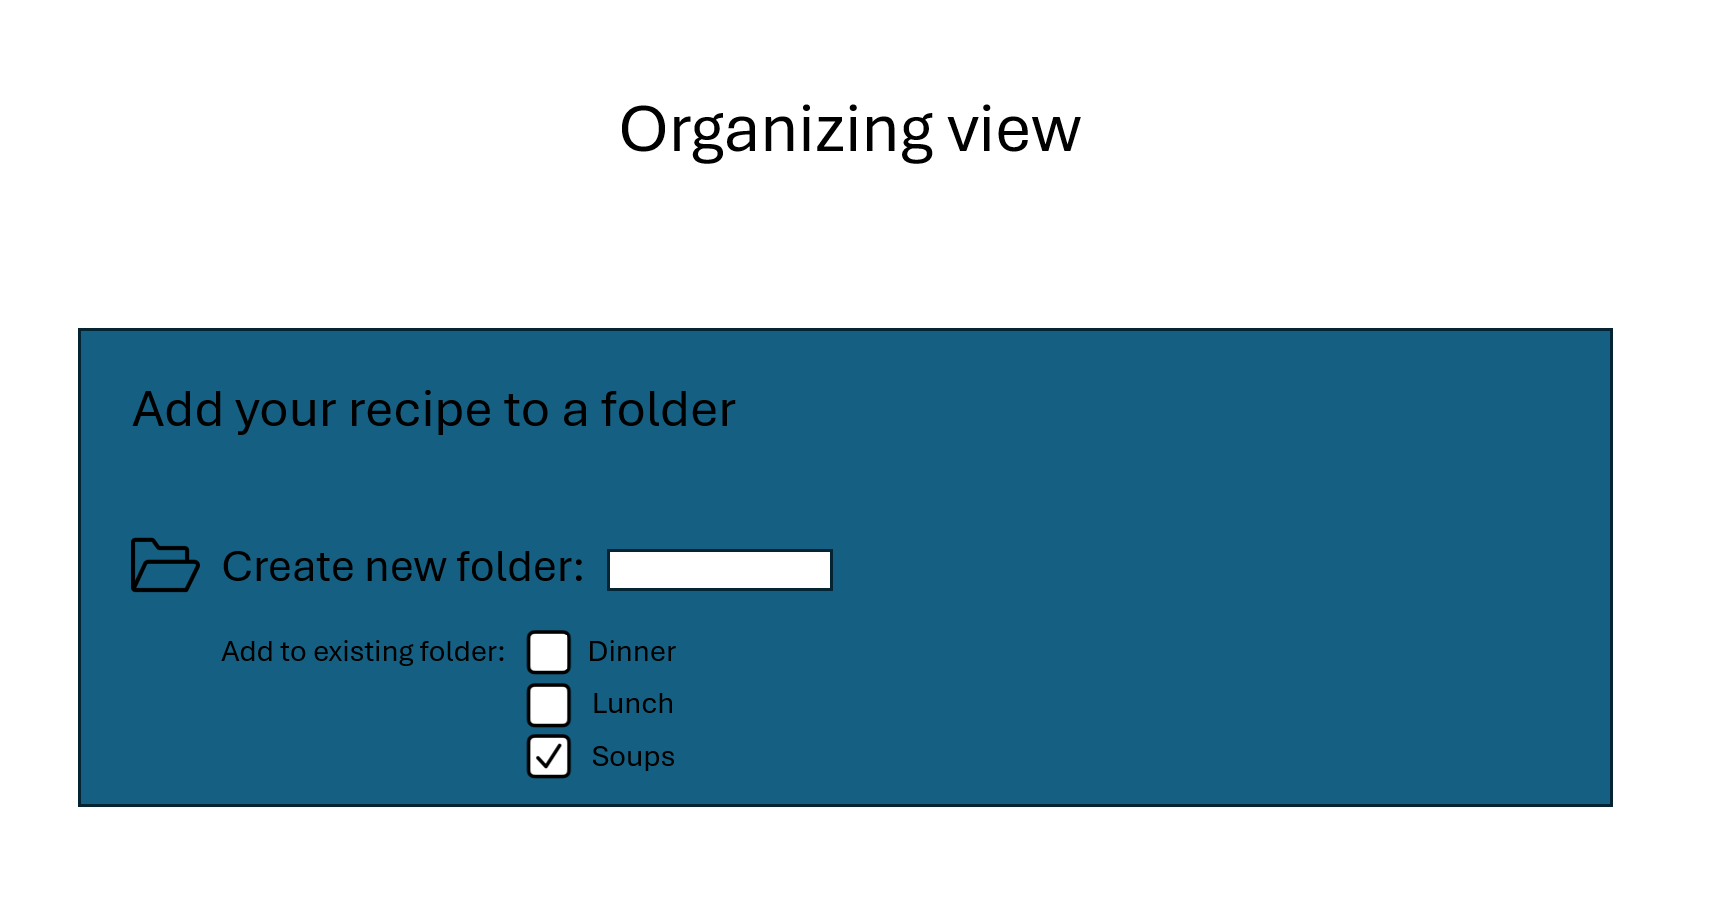 Organizing view
Add your recipe to a folder
Create new folder:
Add to existing folder: Dinner
Lunch
Soups